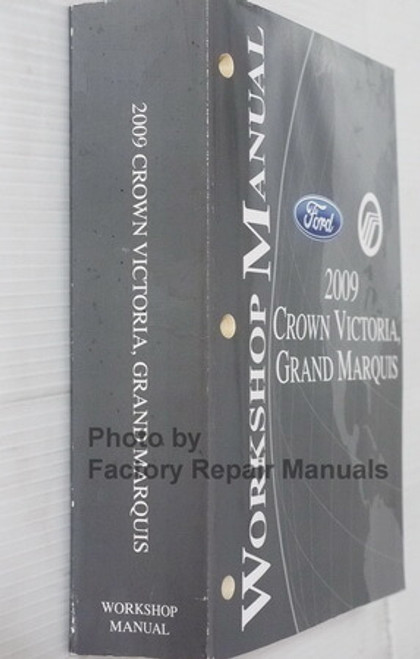 2009 CROWN VICTORIA, GRAND MARQUIS
WORKSHOP
MANUAL
WORKSHOP MANUAL
Ford
2009
CROWN VICTORIA,
GRAND MARQUIS
Photo by
Factory Repair Manuals